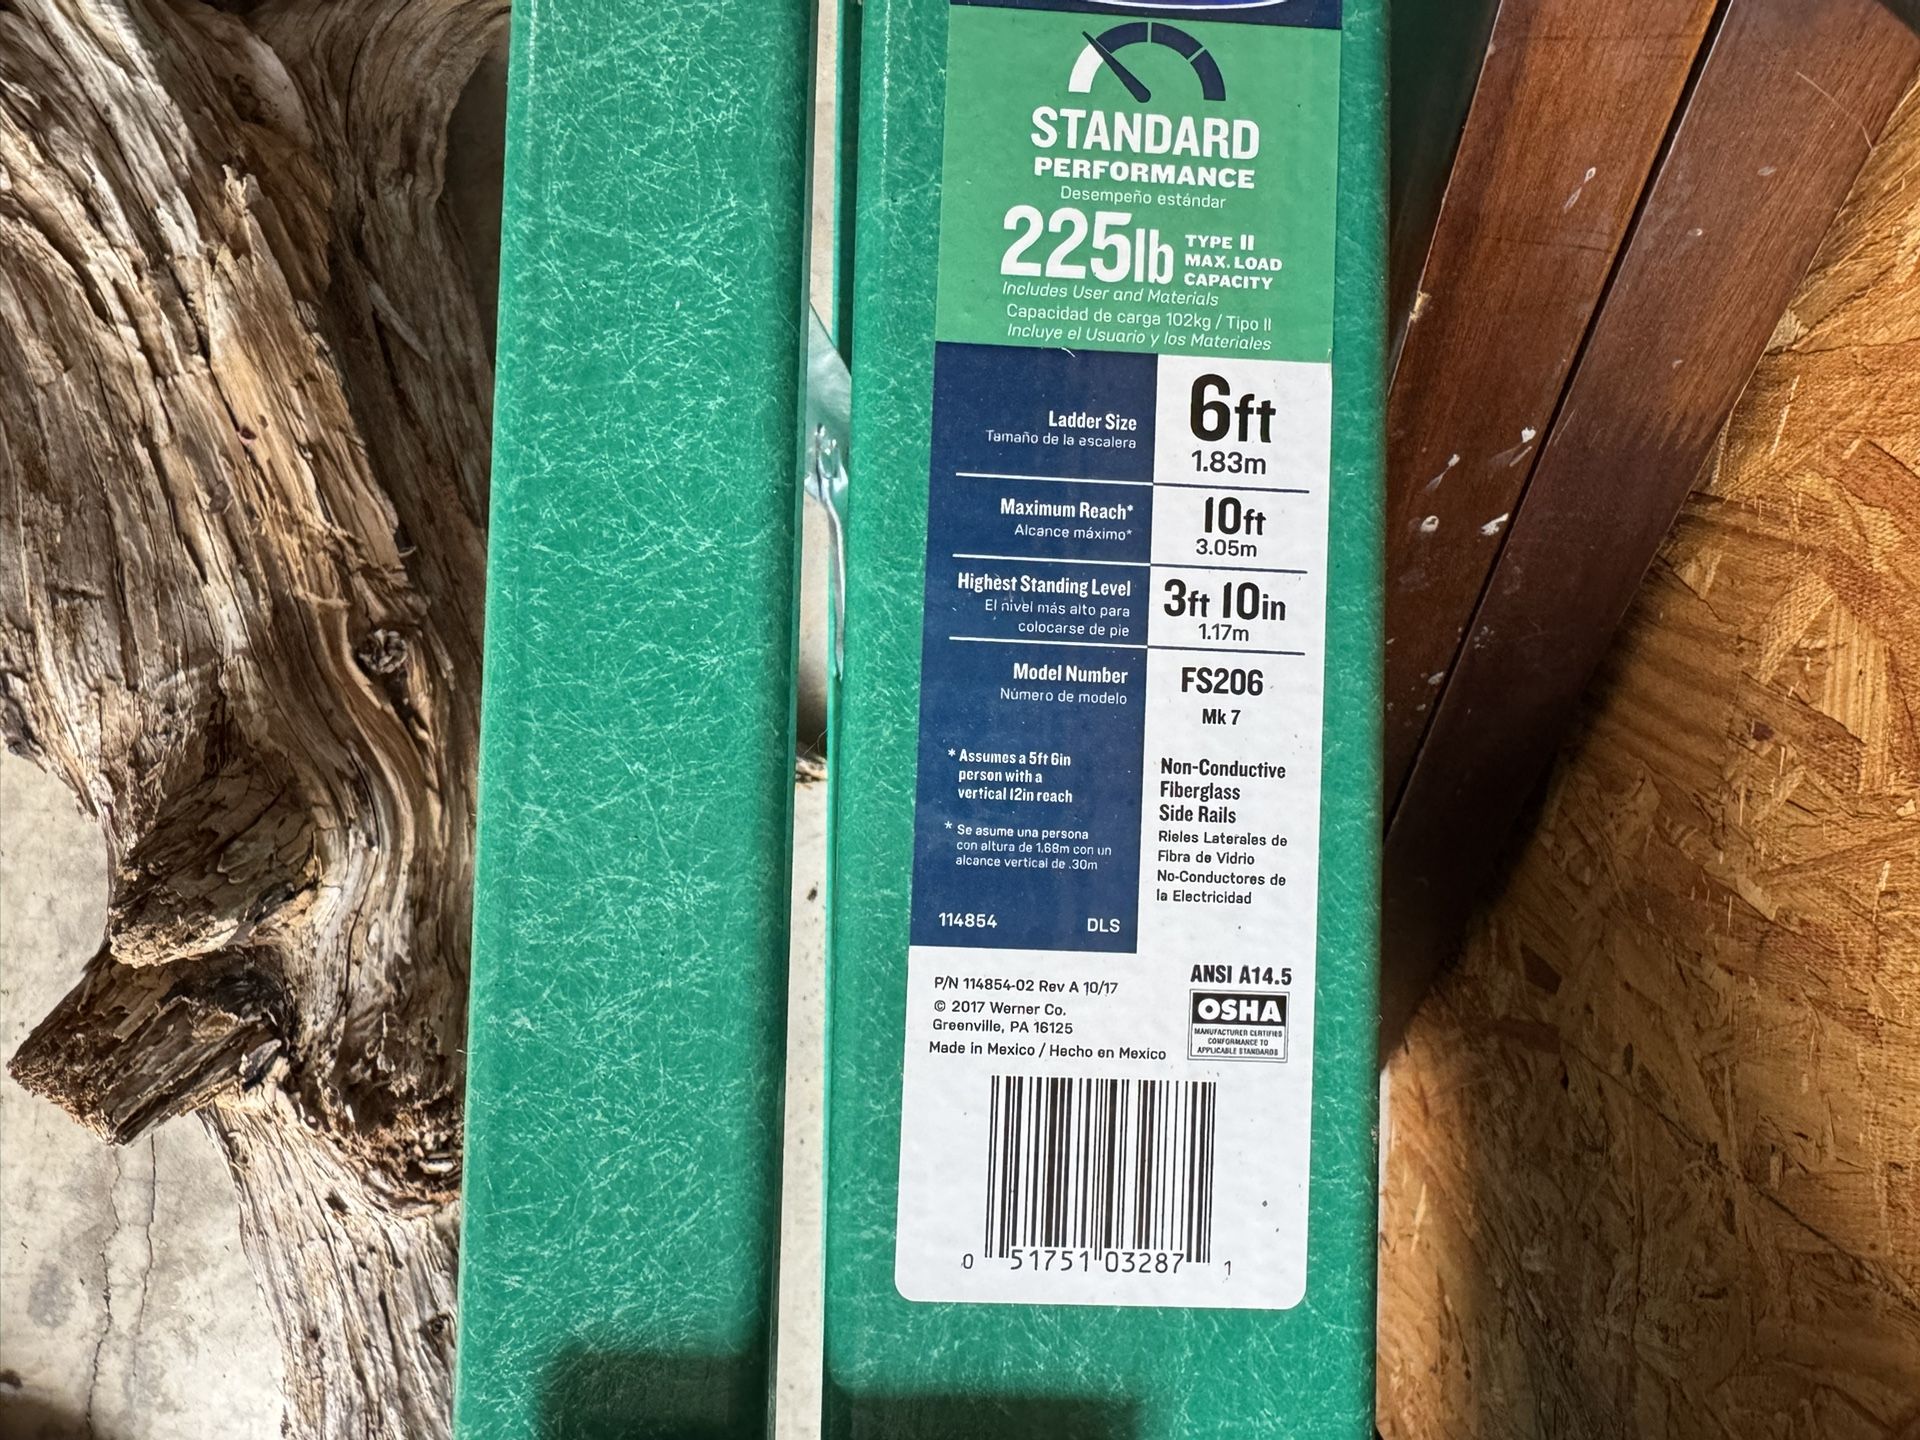 STANDARD
PERFORMANCE
Desempeño estándar
225lb TYPE II
MAX. LOAD
CAPACITY
Includes User and Materials
Capacidad de carga 102kg / Tipo II
Incluye el Usuario y los Materiales
Ladder Size
Tamaño de la escalera
6ft
1.83m
Maximum Reach*
Alcance máximo*
10ft
3.05m
Highest Standing Level
El nivel más alto para
colocarse de pie
3ft 10in
1.17m
Model Number
Número de modelo
FS206
Mk 7
* Assumes a 5ft 6in
person with a
vertical 12in reach
* Se asume una persona
con altura de 1.68m con un
alcance vertical de .30m
114854 DLS
Non-Conductive
Fiberglass
Side Rails
Rieles Laterales de
Fibra de Vidrio
No-Conductores de
la Electricidad
P/N 114854-02 Rev A 10/17
© 2017 Werner Co.
Greenville, PA 16125
Made in Mexico / Hecho en Mexico
ANSI A14.5
OSHA
MANUFACTURER CERTIFIES
CONFORMANCE TO
APPLICABLE STANDARDS
0 51751 03287 1